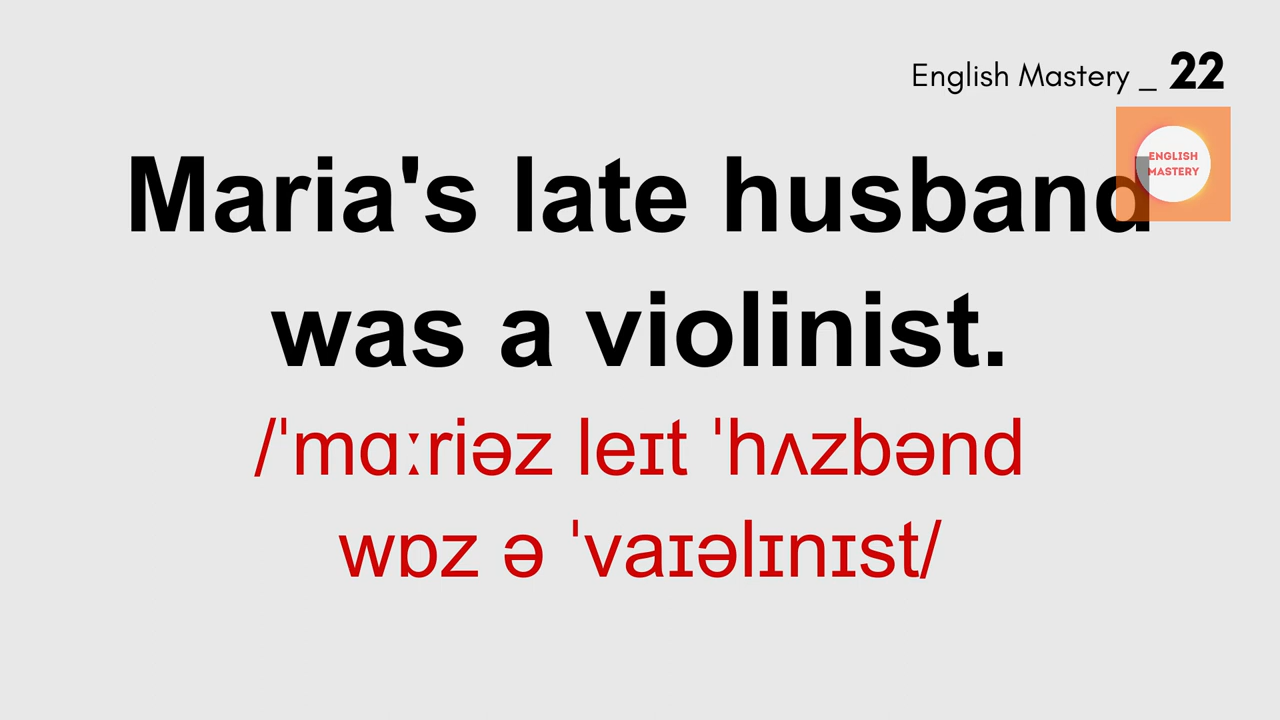 English Mastery _ 22
ENGLISH
MASTERY
Maria's late husband
was a violinist.
/ˈmɑːriəz leɪt ˈhʌzbənd
wɒz ə ˈvaɪəlɪnɪst/